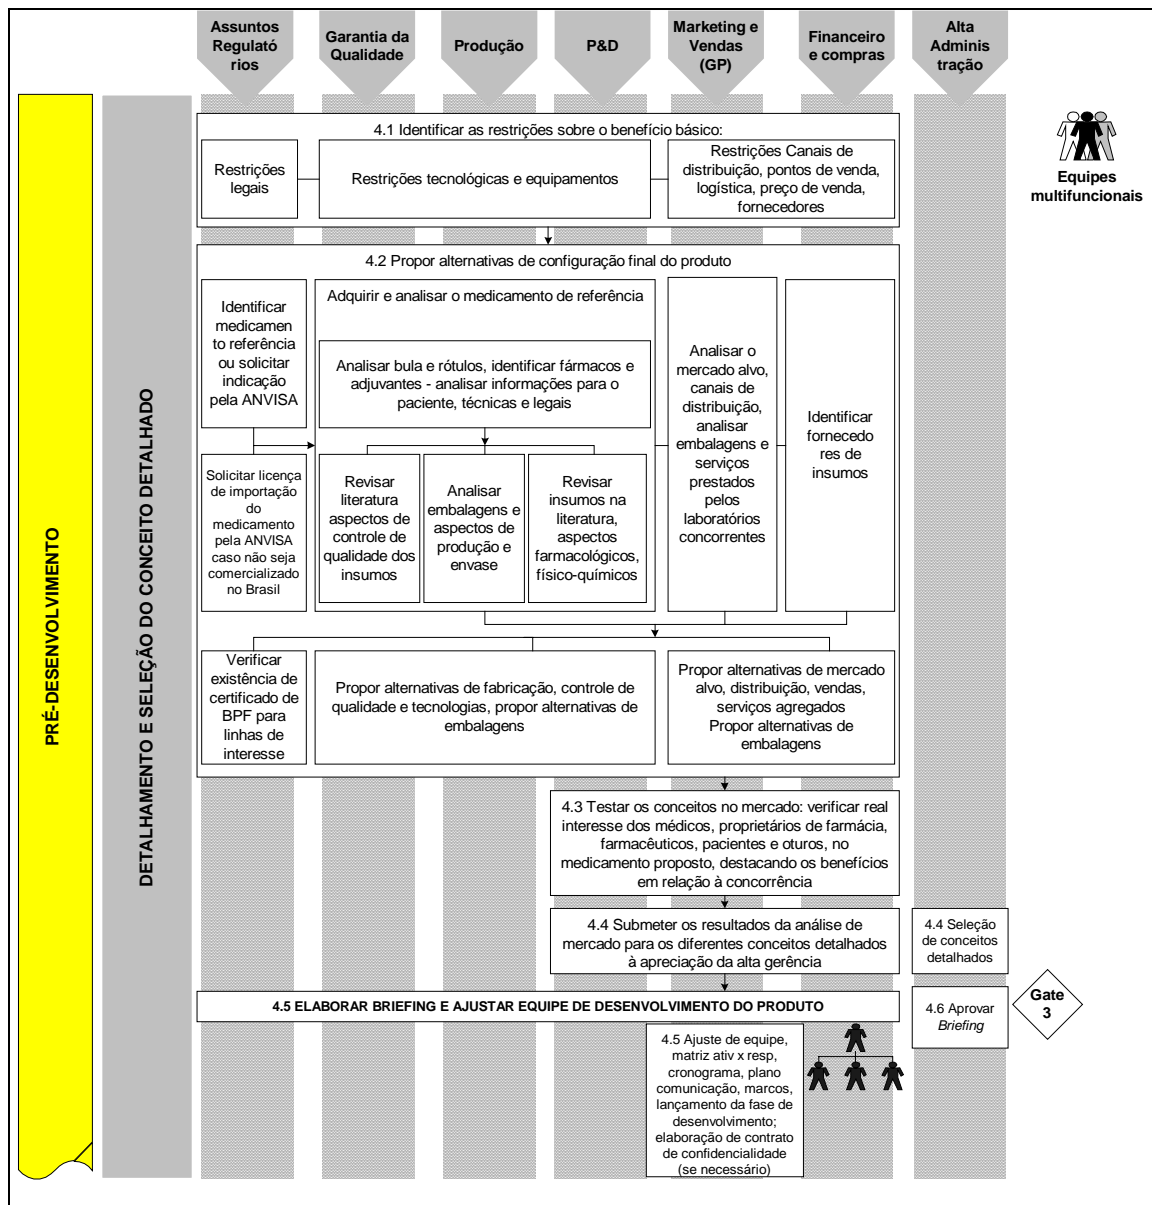 Assuntos
Regulató
rios
Garantia da
Qualidade
Produção
P&D
Marketing e
Vendas
(GP)
Financeiro
e compras
Alta
Adminis
tração
PRÉ-DESENVOLVIMENTO
DETALHAMENTO E SELEÇÃO DO CONCEITO DETALHADO
Equipes
multifuncionais
4.1 Identificar as restrições sobre o benefício básico:
Restrições
legais
Restrições tecnológicas e equipamentos
Restrições Canais de
distribuição, pontos de venda,
logística, preço de venda,
fornecedores
4.2 Propor alternativas de configuração final do produto
Identificar
medicamen
to referência
ou solicitar
indicação
pela ANVISA
Solicitar licença
de importação
do
medicamento
pela ANVISA
caso não seja
comercializado
no Brasil
Adquirir e analisar o medicamento de referência
Analisar bula e rótulos, identificar fármacos e
adjuvantes - analisar informações para o
paciente, técnicas e legais
Revisar
literatura
aspectos de
controle de
qualidade dos
insumos
Analisar
embalagens e
aspectos de
produção e
envase
Revisar
insumos na
literatura,
aspectos
farmacológicos,
físico-químicos
Analisar o
mercado alvo,
canais de
distribuição,
analisar
embalagens e
serviços
prestados
pelos
laboratórios
concorrentes
Identificar
fornecedo
res de
insumos
Verificar
existência de
certificado de
BPF para
linhas de
interesse
Propor alternativas de fabricação, controle de
qualidade e tecnologias, propor alternativas de
embalagens
Propor alternativas de mercado
alvo, distribuição, vendas,
serviços agregados
Propor alternativas de
embalagens
4.3 Testar os conceitos no mercado: verificar real
interesse dos médicos, proprietários de farmácia,
farmacêuticos, pacientes e oturos, no
medicamento proposto, destacando os benefícios
em relação à concorrência
4.4 Submeter os resultados da análise de
mercado para os diferentes conceitos detalhados
à apreciação da alta gerência
4.4 Seleção
de conceitos
detalhados
4.5 ELABORAR BRIEFING E AJUSTAR EQUIPE DE DESENVOLVIMENTO DO PRODUTO
4.6 Aprovar
Briefing
Gate
3
4.5 Ajuste de equipe,
matriz ativ x resp,
cronograma, plano
comunicação, marcos,
lançamento da fase de
desenvolvimento;
elaboração de contrato
de confidencialidade
(se necessário)